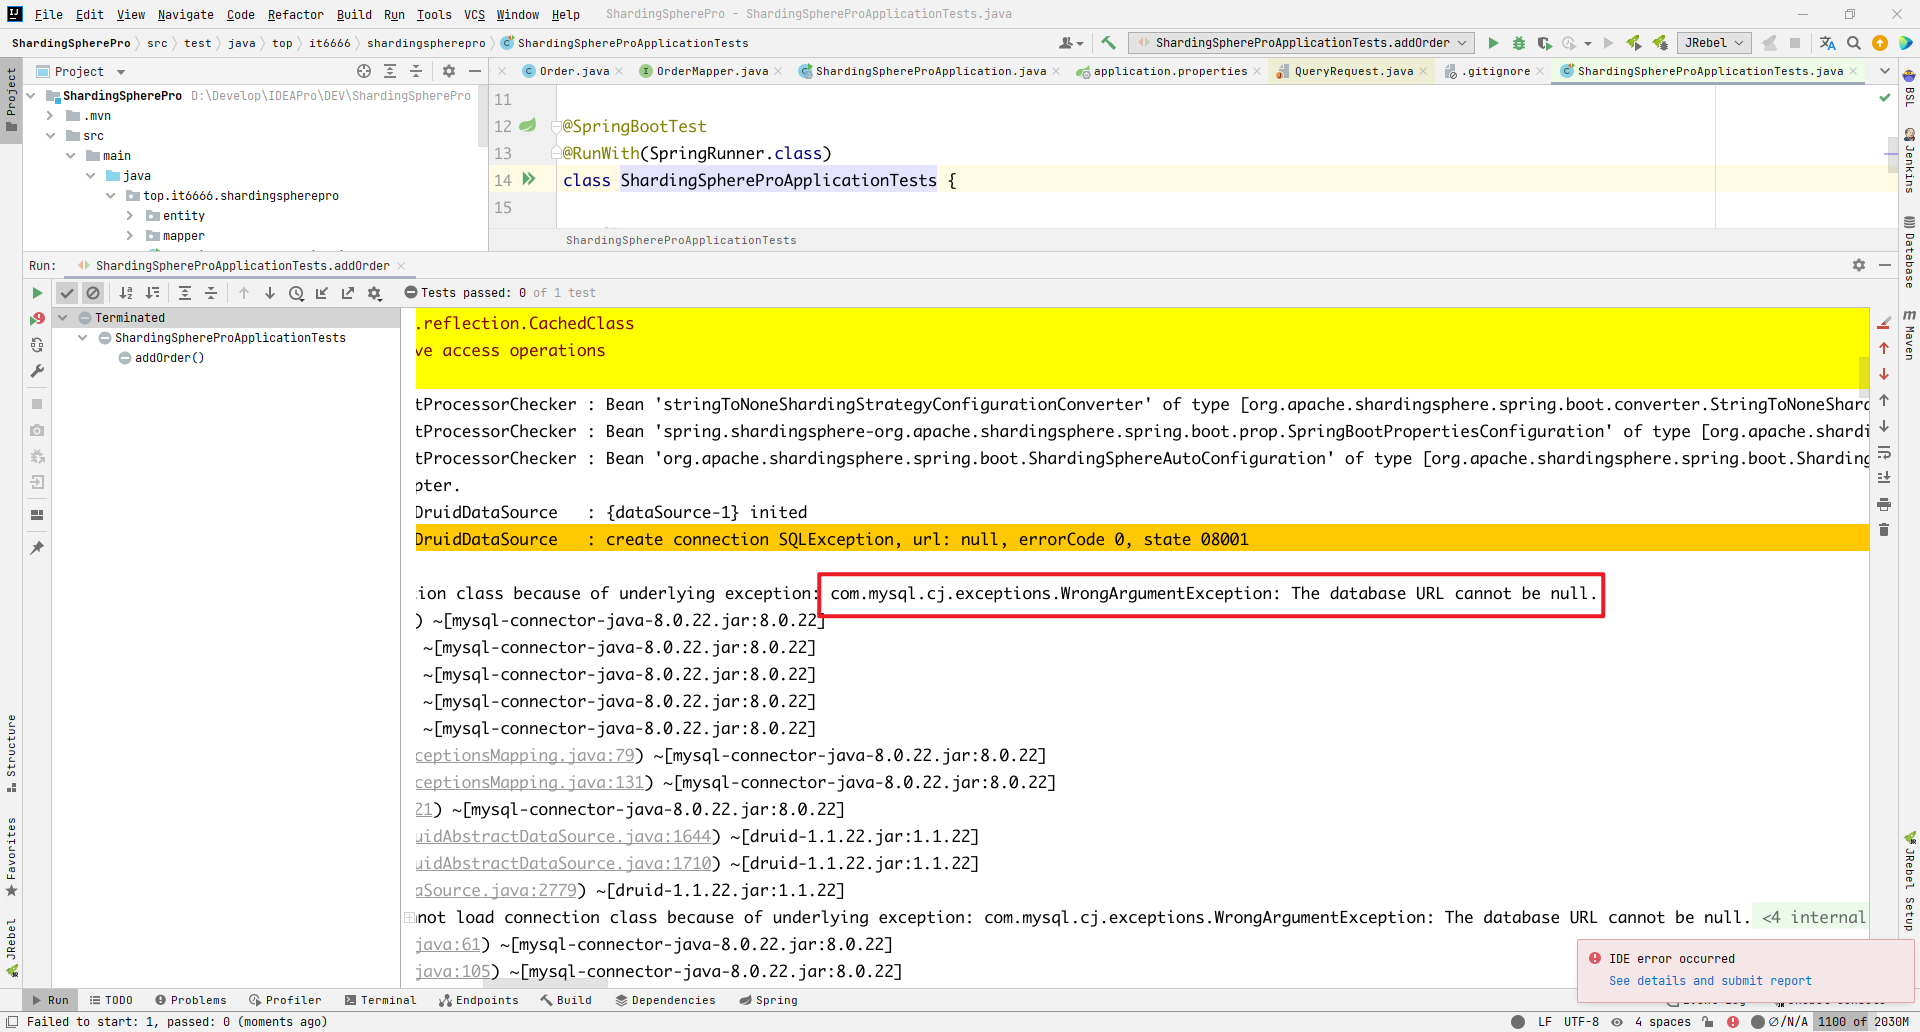 File Edit View Navigate Code Refactor Build Run Tools VCS Window Help ShardingSpherePro - ShardingSphereProApplicationTests.java
ShardingSpherePro src test java top it6666 shardingspherepro ShardingSphereProApplicationTests ShardingSphereProApplicationTests.addOrder JRebel
Project Order.java OrderMapper.java ShardingSphereProApplication.java application.properties QueryRequest.java .gitignore ShardingSphereProApplicationTests.java
ShardingSpherePro D:\Develop\IDEAPro\DEV\ShardingSpherePro
.mvn
src
main
java
top.it6666.shardingspherepro
entity
mapper
11
12 @SpringBootTest
13 @RunWith(SpringRunner.class)
14 class ShardingSphereProApplicationTests {
15
ShardingSphereProApplicationTests
Run: ShardingSphereProApplicationTests.addOrder
Tests passed: 0 of 1 test
Terminated
ShardingSphereProApplicationTests
addOrder()
.reflection.CachedClass
ve access operations
tProcessorChecker : Bean 'stringToNoneShardingStrategyConfigurationConverter' of type [org.apache.shardingsphere.spring.boot.converter.StringToNoneShard
tProcessorChecker : Bean 'spring.shardingsphere-org.apache.shardingsphere.spring.boot.prop.SpringBootPropertiesConfiguration' of type [org.apache.shardi
tProcessorChecker : Bean 'org.apache.shardingsphere.spring.boot.ShardingSphereAutoConfiguration' of type [org.apache.shardingsphere.spring.boot.Sharding
pter.
DruidDataSource : {dataSource-1} inited
DruidDataSource : create connection SQLException, url: null, errorCode 0, state 08001
ion class because of underlying exception: com.mysql.cj.exceptions.WrongArgumentException: The database URL cannot be null.
) ~[mysql-connector-java-8.0.22.jar:8.0.22]
~[mysql-connector-java-8.0.22.jar:8.0.22]
~[mysql-connector-java-8.0.22.jar:8.0.22]
~[mysql-connector-java-8.0.22.jar:8.0.22]
~[mysql-connector-java-8.0.22.jar:8.0.22]
ceptionsMapping.java:79) ~[mysql-connector-java-8.0.22.jar:8.0.22]
ceptionsMapping.java:131) ~[mysql-connector-java-8.0.22.jar:8.0.22]
21) ~[mysql-connector-java-8.0.22.jar:8.0.22]
uidAbstractDataSource.java:1644) ~[druid-1.1.22.jar:1.1.22]
uidAbstractDataSource.java:1710) ~[druid-1.1.22.jar:1.1.22]
aSource.java:2779) ~[druid-1.1.22.jar:1.1.22]
not load connection class because of underlying exception: com.mysql.cj.exceptions.WrongArgumentException: The database URL cannot be null. <4 internal
java:61) ~[mysql-connector-java-8.0.22.jar:8.0.22]
java:105) ~[mysql-connector-java-8.0.22.jar:8.0.22]
IDE error occurred
See details and submit report
Project
Structure
Favorites
JRebel
BSL
Jenkins
Database
Maven
JRebel Setup
Run TODO Problems Profiler Terminal Endpoints Build Dependencies Spring
Failed to start: 1, passed: 0 (moments ago) LF UTF-8 4 spaces Ø/N/A 1100 of 2030M